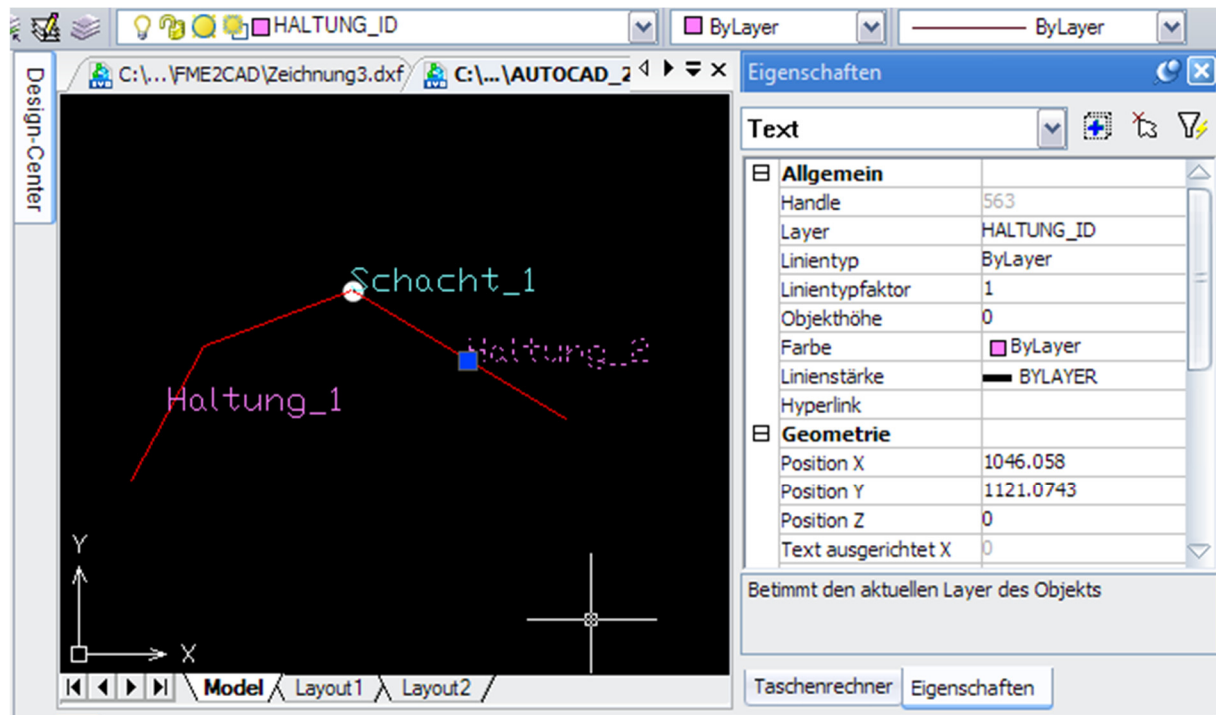 HALTUNG_ID
ByLayer
ByLayer
Design-Center
C:\...\FME2CAD\Zeichnung3.dxf
C:\...\AUTOCAD_2
Schacht_1
Haltung_2
Haltung_1
Y
X
Model
Layout1
Layout2
Eigenschaften
Text
Allgemein
Handle 563
Layer HALTUNG_ID
Linientyp ByLayer
Linientypfaktor 1
Objekthöhe 0
Farbe ByLayer
Linienstärke BYLAYER
Hyperlink
Geometrie
Position X 1046.058
Position Y 1121.0743
Position Z 0
Text ausgerichtet X 0
Betimmt den aktuellen Layer des Objekts
Taschenrechner
Eigenschaften